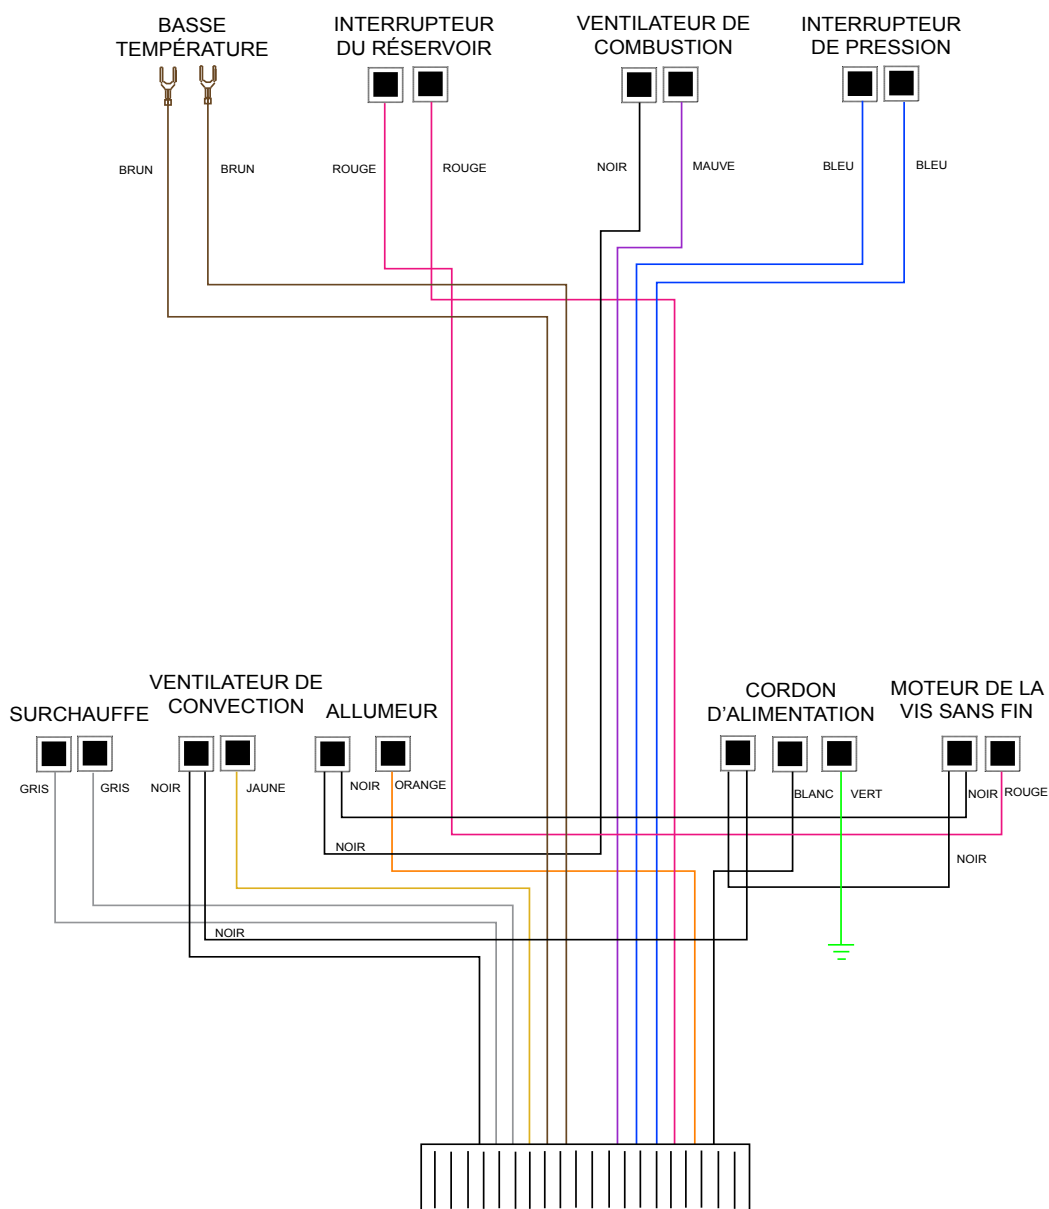 BASSE
TEMPÉRATURE
INTERRUPTEUR
DU RÉSERVOIR
VENTILATEUR DE
COMBUSTION
INTERRUPTEUR
DE PRESSION
BRUN
BRUN
ROUGE
ROUGE
NOIR
MAUVE
BLEU
BLEU
SURCHAUFFE
VENTILATEUR DE
CONVECTION
ALLUMEUR
CORDON
D'ALIMENTATION
MOTEUR DE LA
VIS SANS FIN
GRIS
GRIS
NOIR
JAUNE
NOIR
ORANGE
BLANC
VERT
NOIR
ROUGE
NOIR
NOIR
NOIR